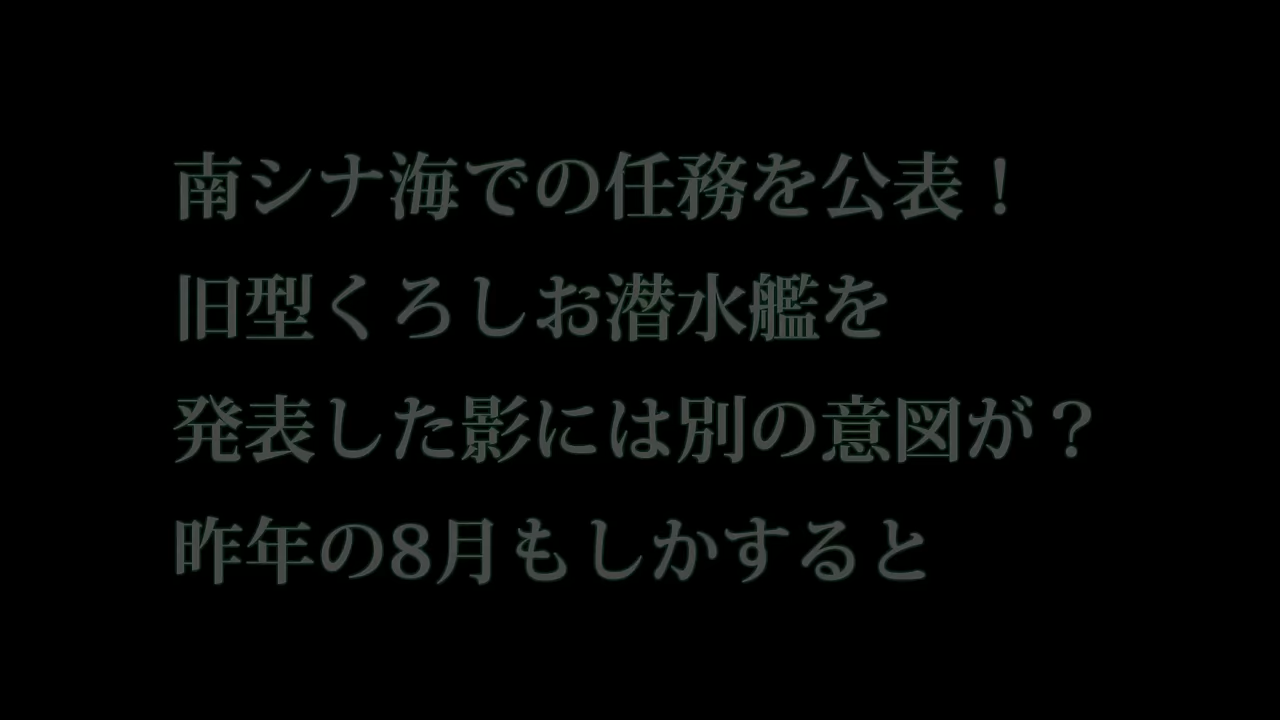 南シナ海での任務を公表！
旧型くろしお潜水艦を
発表した影には別の意図が？
昨年の8月もしかすると